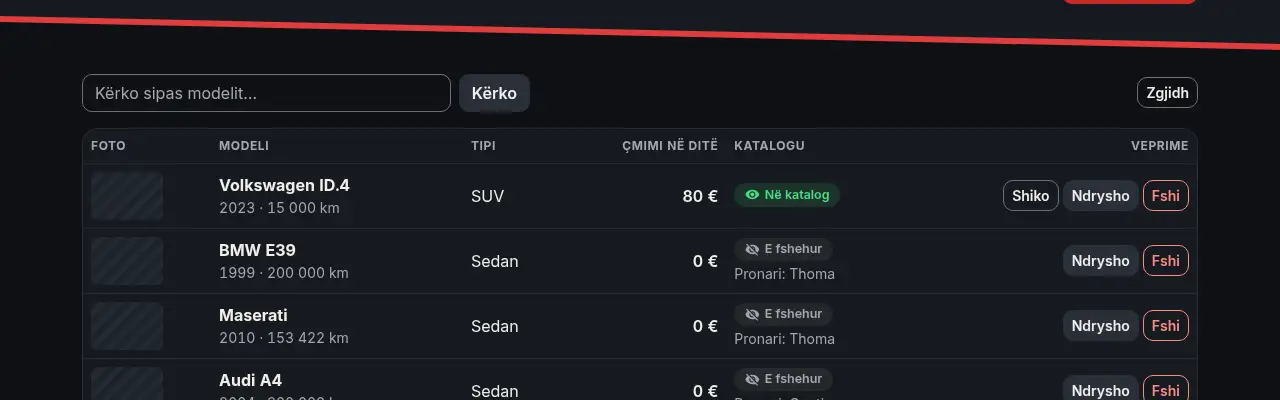 Kërko sipas modelit...
Kërko
Zgjidh
FOTO MODELI TIPI ÇMIMI NË DITË KATALOGU VEPRIME
Volkswagen ID.4 SUV 80 € Në katalog Shiko Ndrysho Fshi
2023 · 15 000 km
BMW E39 Sedan 0 € E fshehur Ndrysho Fshi
1999 · 200 000 km Pronari: Thoma
Maserati Sedan 0 € E fshehur Ndrysho Fshi
2010 · 153 422 km Pronari: Thoma
Audi A4 Sedan 0 € E fshehur Ndrysho Fshi